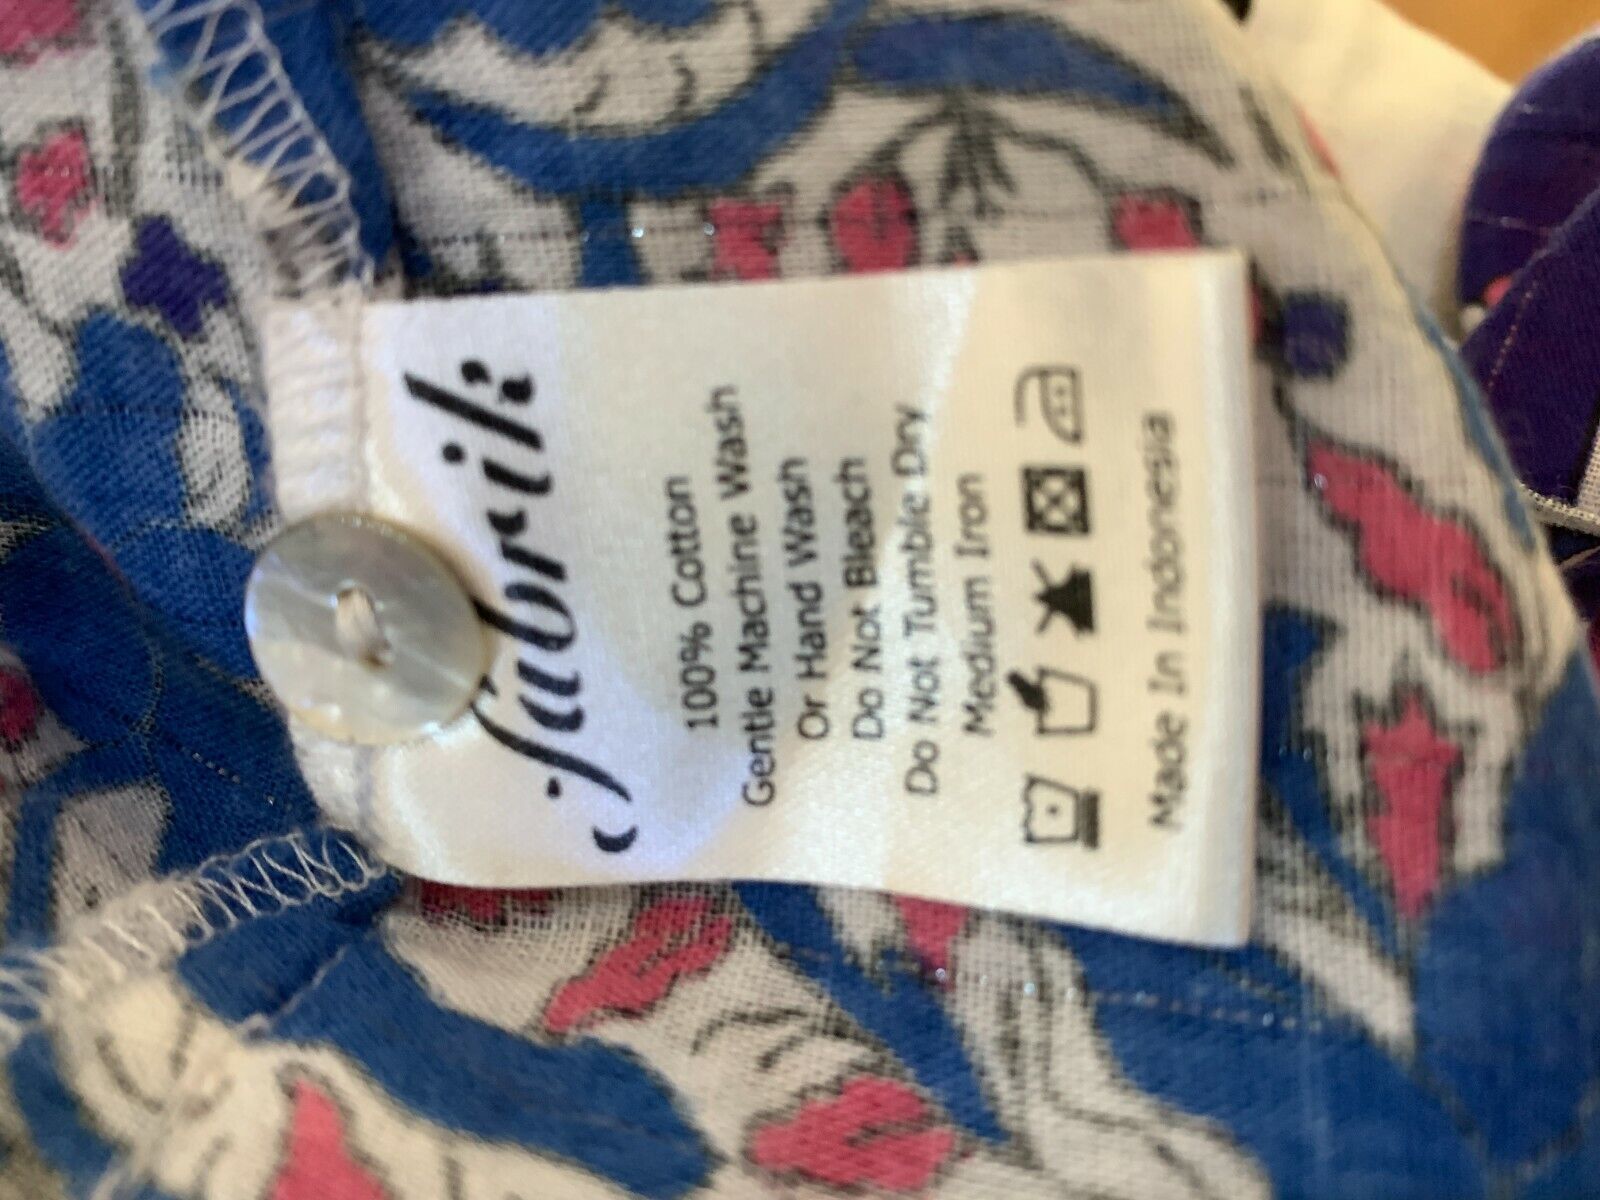 fabrik
100% Cotton
Gentle Machine Wash
Or Hand Wash
Do Not Bleach
Do Not Tumble Dry
Medium Iron
Made In Indonesia